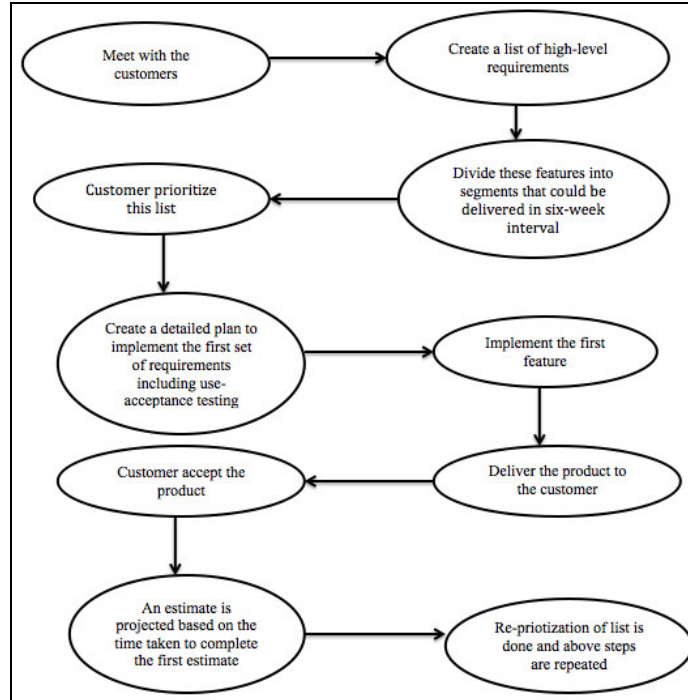 Meet with the
customers
Create a list of high-level
requirements
Divide these features into
segments that could be
delivered in six-week
interval
Customer prioritize
this list
Create a detailed plan to
implement the first set
of requirements
including use-
acceptance testing
Implement the first
feature
Deliver the product to
the customer
Customer accept the
product
An estimate is
projected based on the
time taken to complete
the first estimate
Re-priotization of list is
done and above steps
are repeated